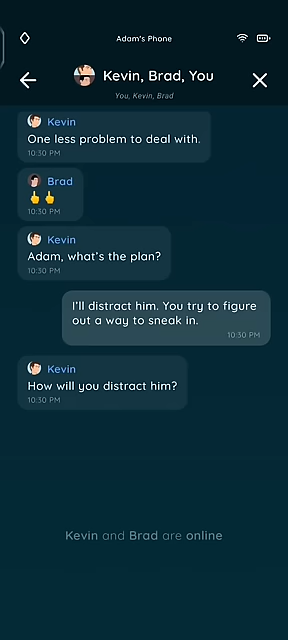 Adam's Phone
Kevin, Brad, You
You, Kevin, Brad
Kevin
One less problem to deal with.
10:30 PM
Brad
👆👆
10:30 PM
Kevin
Adam, what's the plan?
10:30 PM
I'll distract him. You try to figure
out a way to sneak in.
10:30 PM
Kevin
How will you distract him?
10:30 PM
Kevin and Brad are online